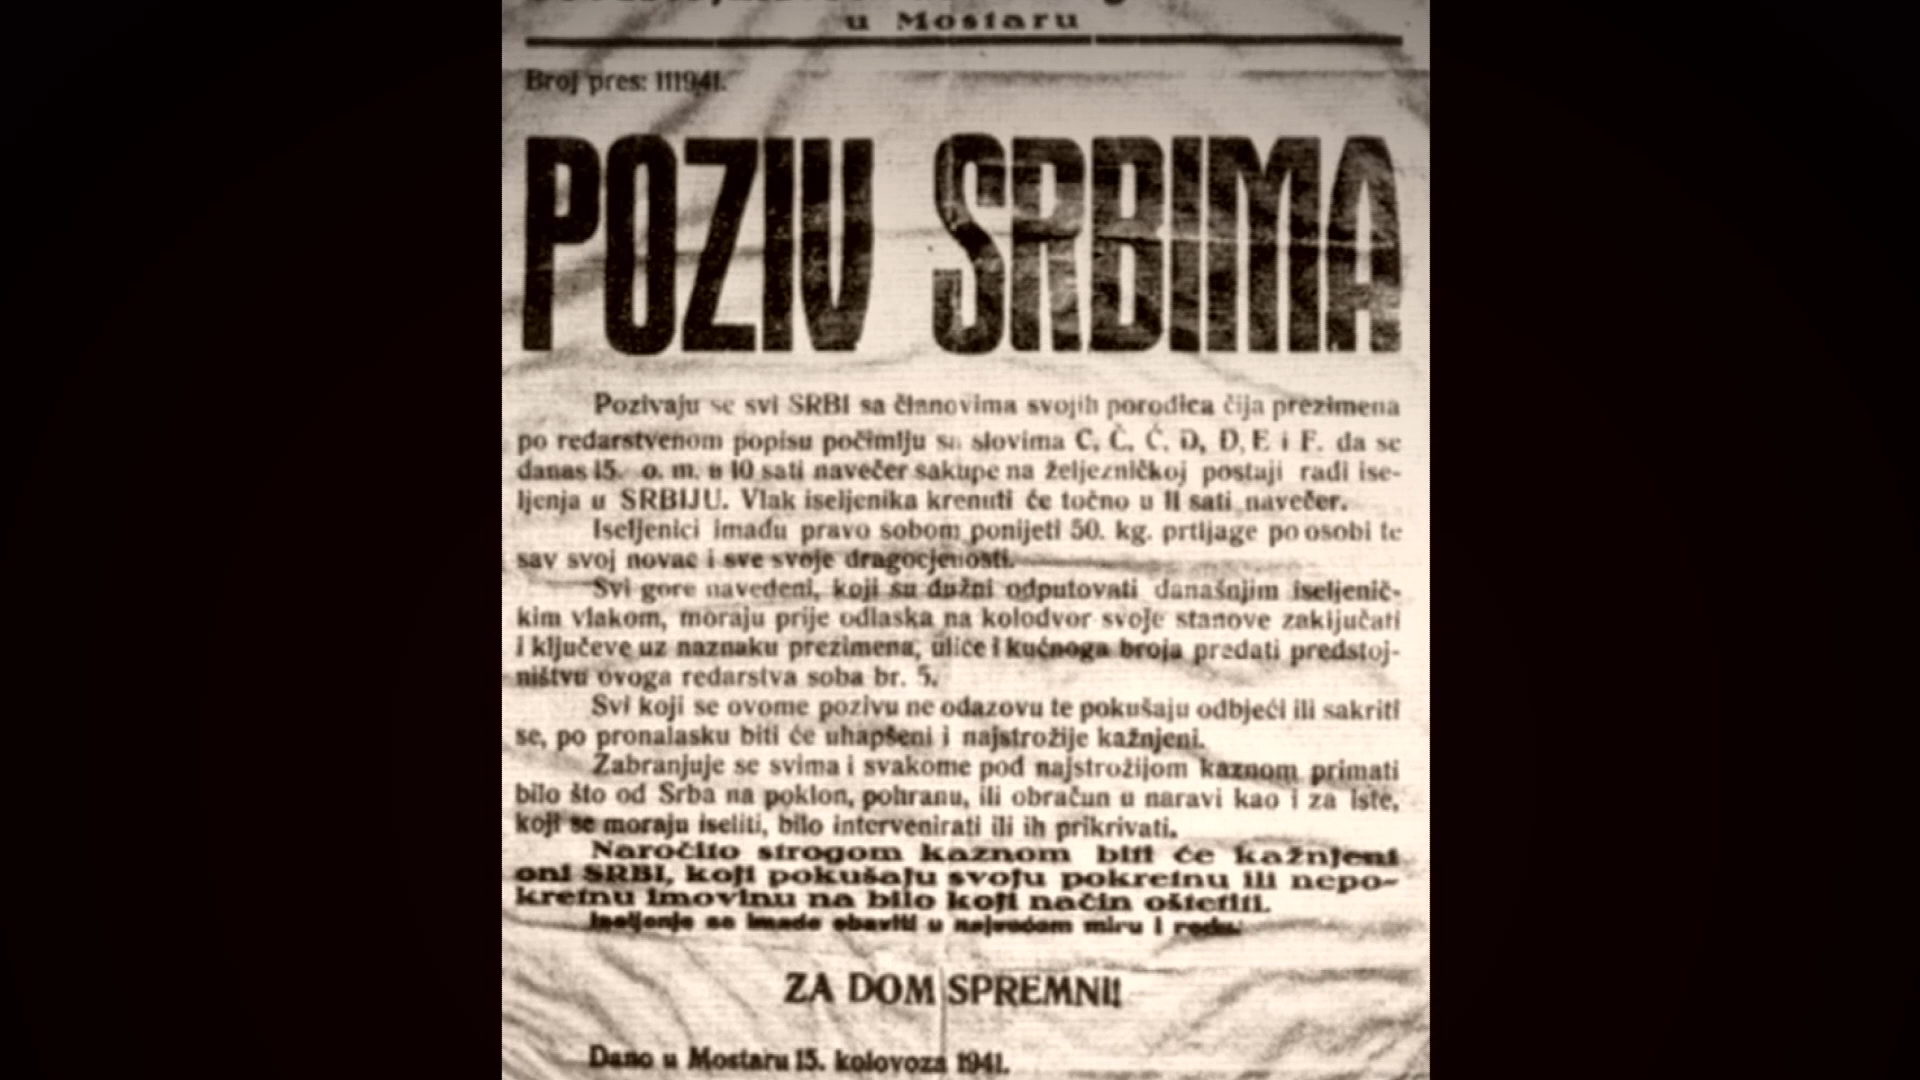 u Mostaru
Broj pres: 111941.
POZIV SRBIMA
Pozivaju se svi SRBI sa članovima svojih porodica čija prezimena
po redarstvenom popisu počimlju sa slovima C, Č, Ć, D, Đ, E i F. da se
danas 15. o. m. u 10 sati navečer sakupe na željezničkoj postaji radi ise-
ljenja u SRBIJU. Vlak iseljenika krenuti će točno u 11 sati navečer.
Iseljenici imadu pravo sobom ponijeti 50. kg. prtljage po osobi te
sav svoj novac i sve svoje dragocjenosti.
Svi gore navedeni, koji su dužni odputovati današnjim iseljenič-
kim vlakom, moraju prije odlaska na kolodvor svoje stanove zaključati
i ključeve uz naznaku prezimena, ulice i kućnoga broja predati predstoj-
ništvu ovoga redarstva soba br. 5.
Svi koji se ovome pozivu ne odazovu te pokušaju odbjeći ili sakriti
se, po pronalasku biti će uhapšeni i najstrožije kažnjeni.
Zabranjuje se svima i svakome pod najstrožijom kaznom primati
bilo što od Srba na poklon, pohranu, ili obračun u naravi kao i za iste,
koji se moraju iseliti, bilo intervenirati ili ih prikrivati.
Naročito strogom kaznom biti će kažnjeni
oni SRBI, koji pokušaju svoju pokretnu ili nepo-
kretnu imovinu na bilo koji način oštetiti.
Iseljenje se imade obaviti u najvećem miru i redu.
ZA DOM SPREMNI!
Dano u Mostaru 15. kolovoza 1941.